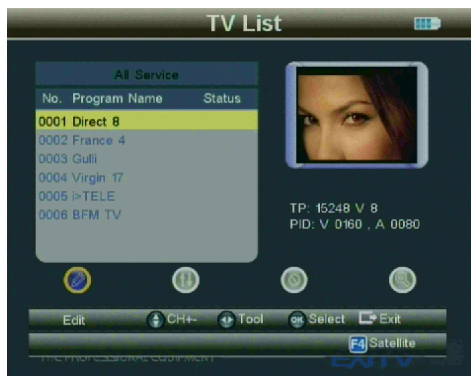 TV List
All Service
No. Program Name Status
0001 Direct 8
0002 France 4
0003 Gulli
0004 Virgin 17
0005 i>TELE
0006 BFM TV
TP: 15248 V 8
PID: V 0160 , A 0080
Edit CH+- Tool OK Select Exit
F4 Satellite